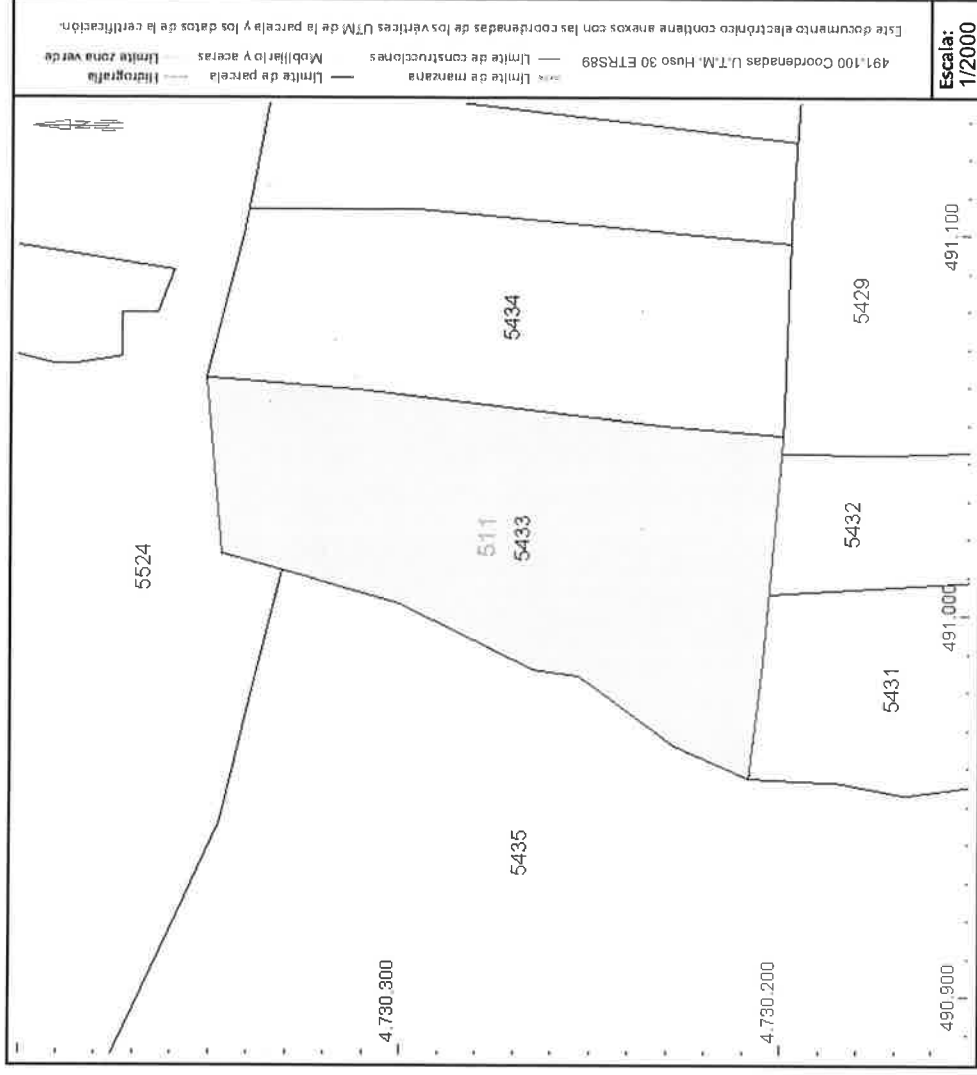 Este documento electrónico contiene anexos con las coordenadas de los vértices UTM de la parcela y los datos de la certificación.
491.100 Coordenadas U.T.M. Huso 30 ETRS89
Límite de manzana
Límite de construcciones
Límite de parcela
Mobiliario y aceras
Hidrografía
Límite zona verde
Escala:
1/2000
N
5524
5434
511
5433
5435
5429
5432
5431
4.730.300
4.730.200
490.900
491.000
491.100